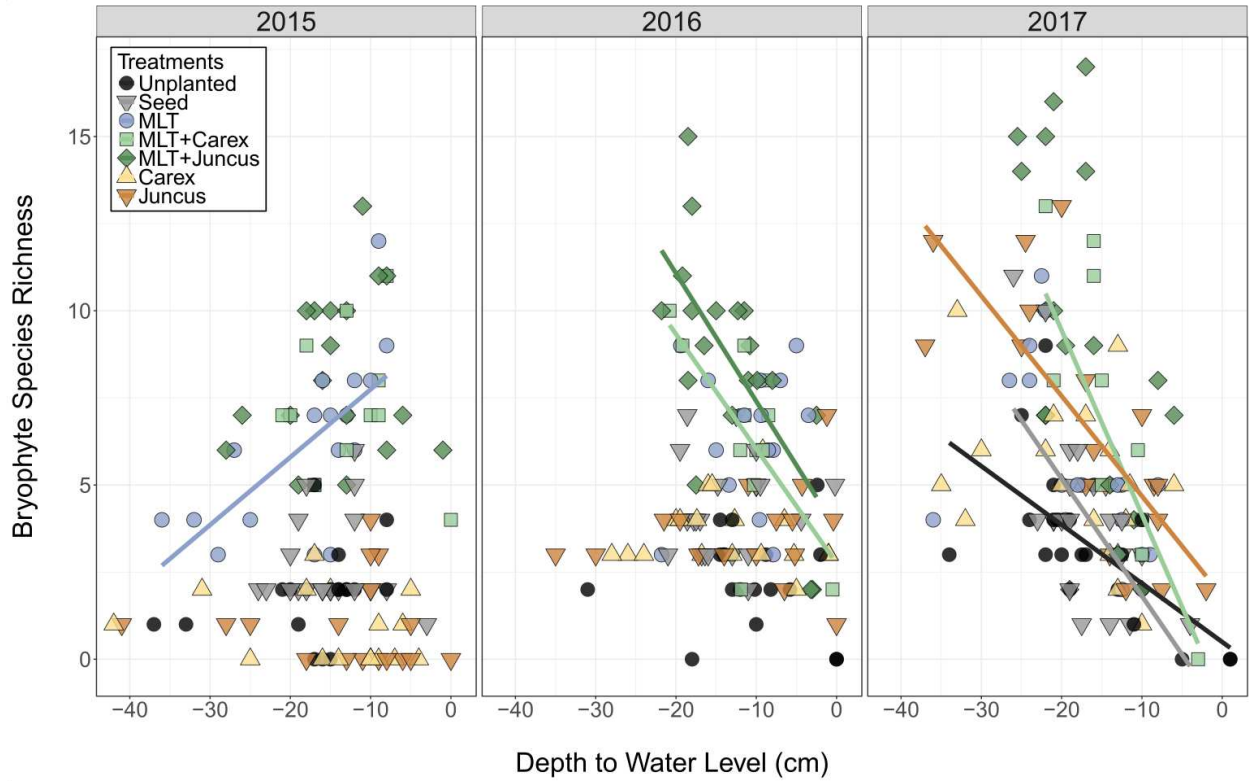 2015
2016
2017
Treatments
Unplanted
Seed
MLT
MLT+Carex
MLT+Juncus
Carex
Juncus
15
10
5
0
Bryophyte Species Richness
−40 −30 −20 −10 0
−40 −30 −20 −10 0
−40 −30 −20 −10 0
Depth to Water Level (cm)